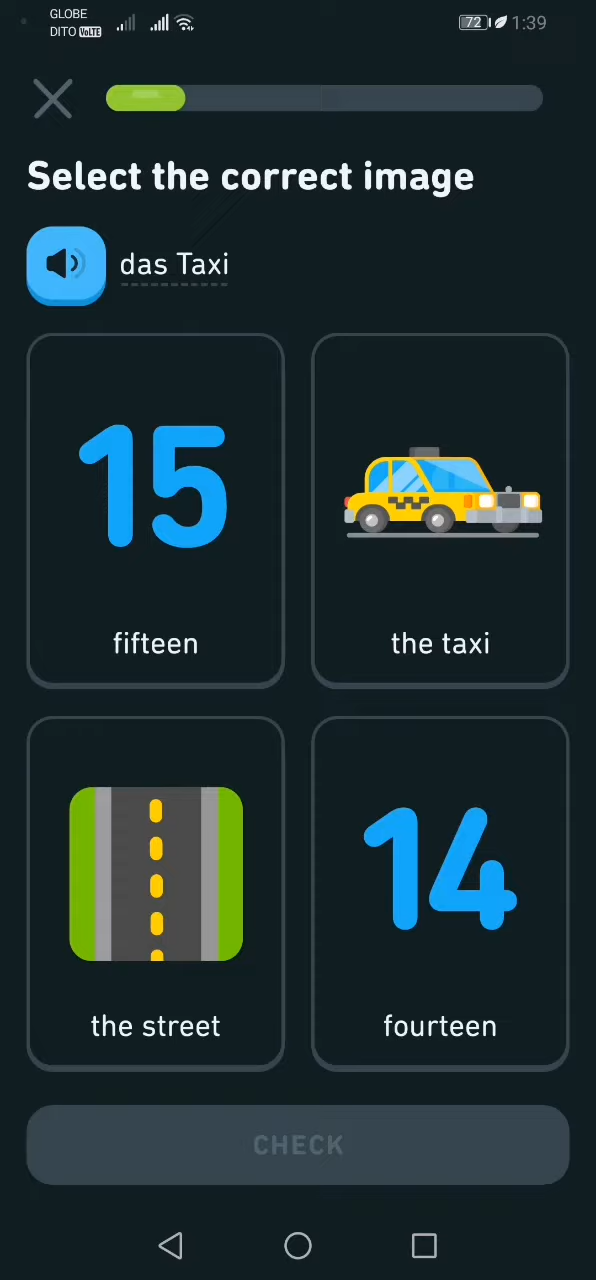 GLOBE
DITO VoLTE
72 1:39
Select the correct image
das Taxi
15
fifteen
the taxi
the street
14
fourteen
CHECK